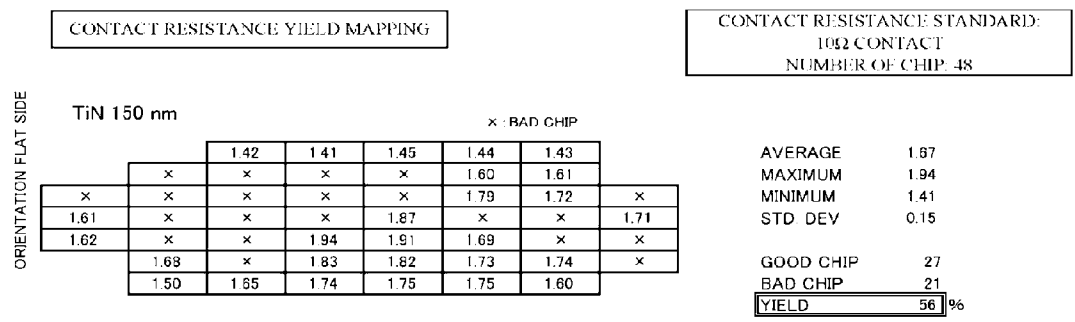 CONTACT RESISTANCE YIELD MAPPING
CONTACT RESISTANCE STANDARD:
10Ω CONTACT
NUMBER OF CHIP: 48
ORIENTATION FLAT SIDE
TiN 150 nm
× : BAD CHIP
1.42 1.41 1.45 1.44 1.43
× × × × 1.60 1.61
× × × × × 1.79 1.72 ×
1.61 × × × 1.87 × × 1.71
1.62 × × 1.94 1.91 1.69 × ×
1.68 × 1.83 1.82 1.73 1.74 ×
1.50 1.65 1.74 1.75 1.75 1.60
AVERAGE 1.67
MAXIMUM 1.94
MINIMUM 1.41
STD DEV 0.15
GOOD CHIP 27
BAD CHIP 21
YIELD 56 %